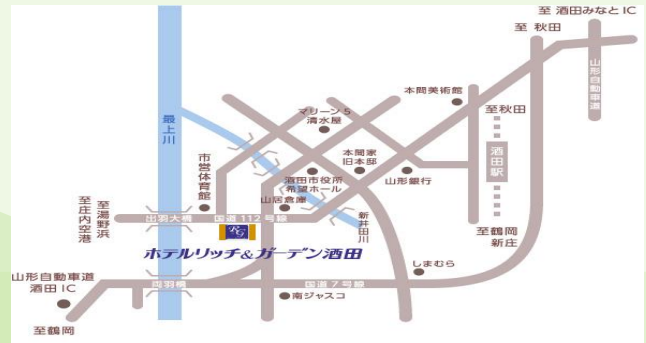 至 酒田みなとIC
至 秋田
山形自動車道
本間美術館
至秋田
マリーン5
清水屋
最上川
酒田駅
市営体育館
本間家
旧本邸
酒田市役所
希望ホール
山形銀行
山居倉庫
至湯野浜
至庄内空港
出羽大橋
国道112号線
新井田川
至鶴岡
新庄
ホテルリッチ&ガーデン酒田
しまむら
山形自動車道
酒田IC
両羽橋
国道7号線
南ジャスコ
至鶴岡